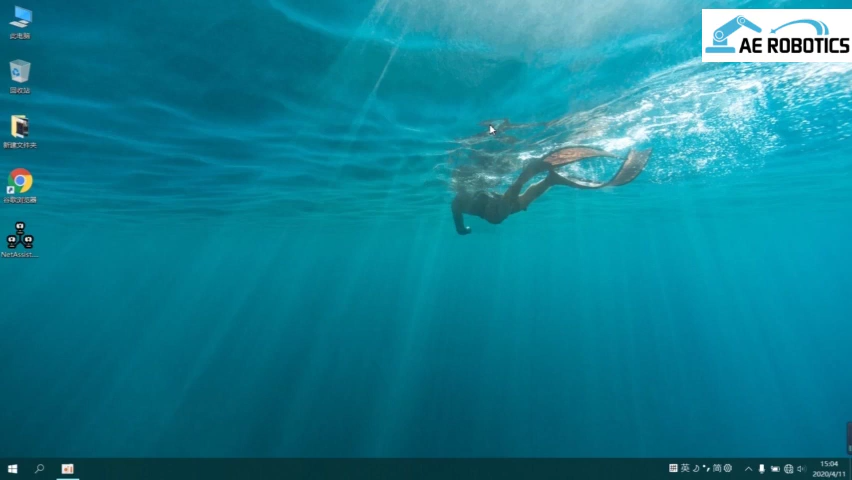 AE ROBOTICS
此电脑
回收站
新建文件夹
谷歌浏览器
NetAssist...
英 简
15:04
2020/4/11